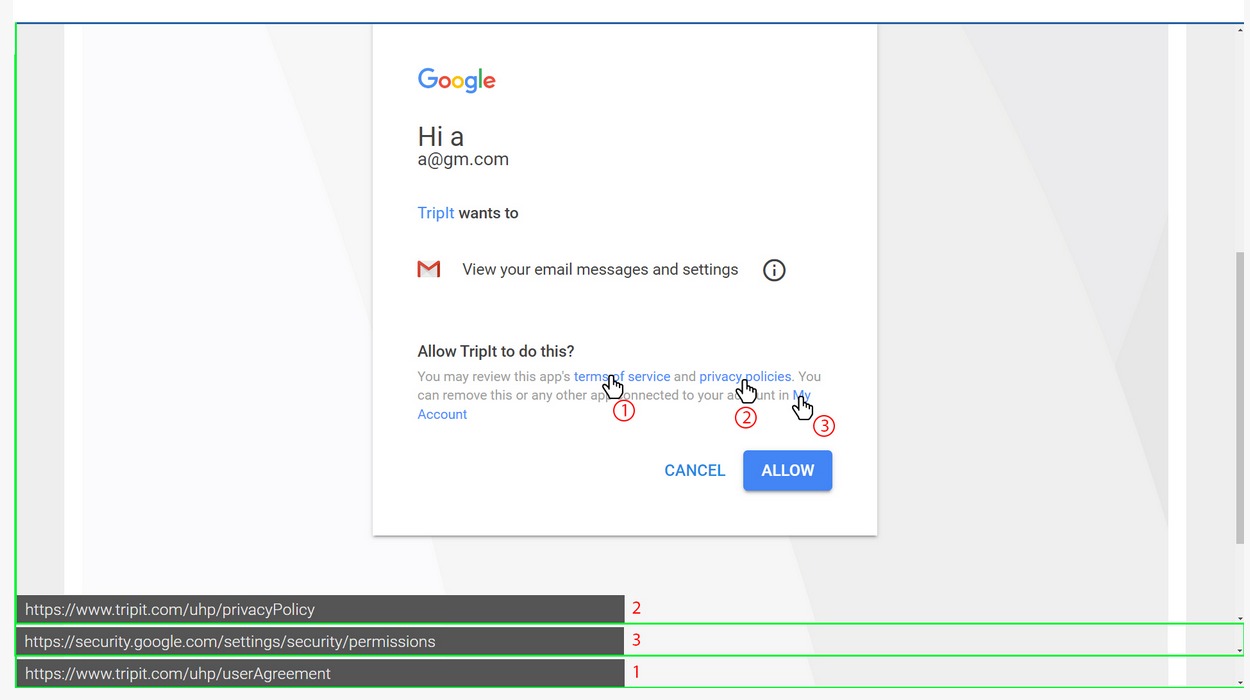 Google
Hi a
a@gm.com
TripIt wants to
View your email messages and settings
Allow TripIt to do this?
You may review this app's terms of service and privacy policies. You
can remove this or any other app connected to your account in My
Account
1
2
3
CANCEL ALLOW
https://www.tripit.com/uhp/privacyPolicy 2
https://security.google.com/settings/security/permissions 3
https://www.tripit.com/uhp/userAgreement 1